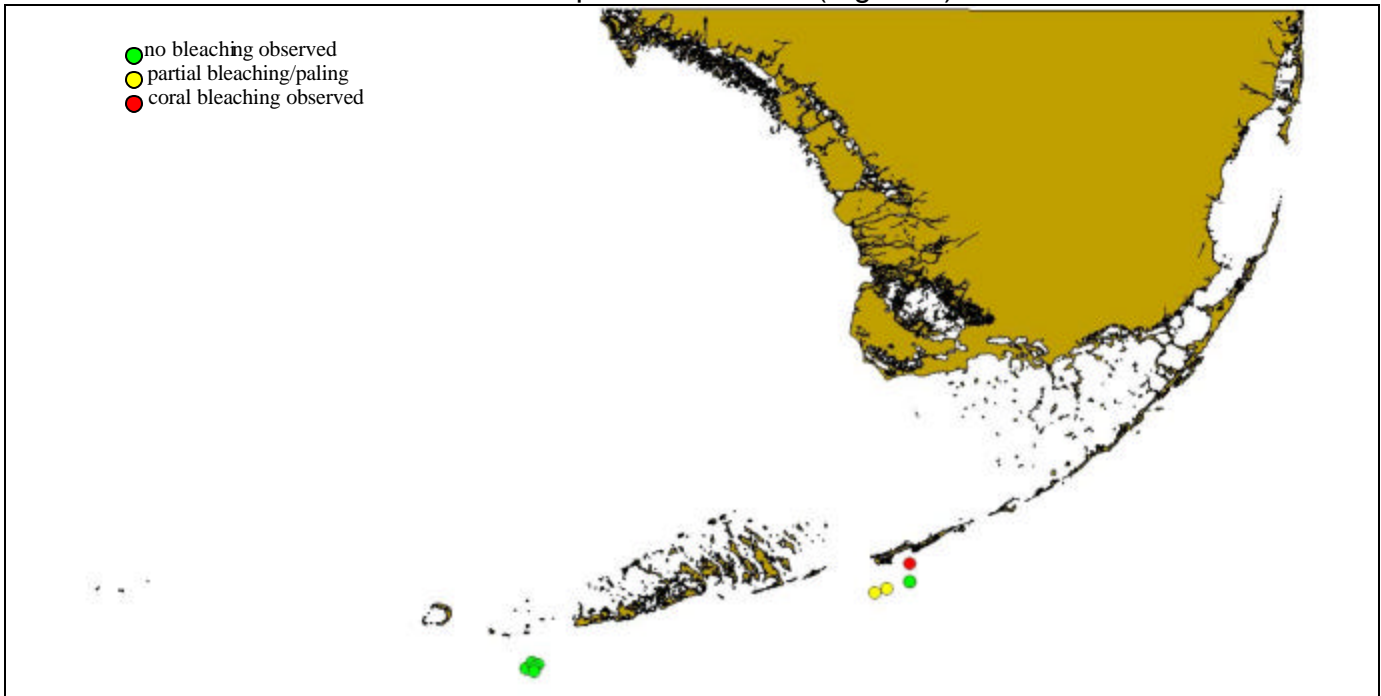 no bleaching observed
partial bleaching/paling
coral bleaching observed